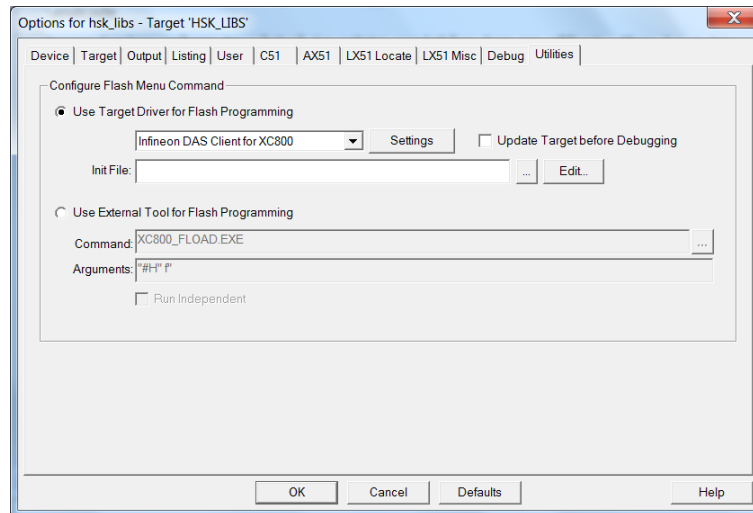 Options for hsk_libs - Target 'HSK_LIBS'
Device Target Output Listing User C51 AX51 LX51 Locate LX51 Misc Debug Utilities
Configure Flash Menu Command
Use Target Driver for Flash Programming
Infineon DAS Client for XC800 Settings Update Target before Debugging
Init File: ... Edit...
Use External Tool for Flash Programming
Command: XC800_FLOAD.EXE ...
Arguments: "#H" f"
Run Independent
OK Cancel Defaults Help